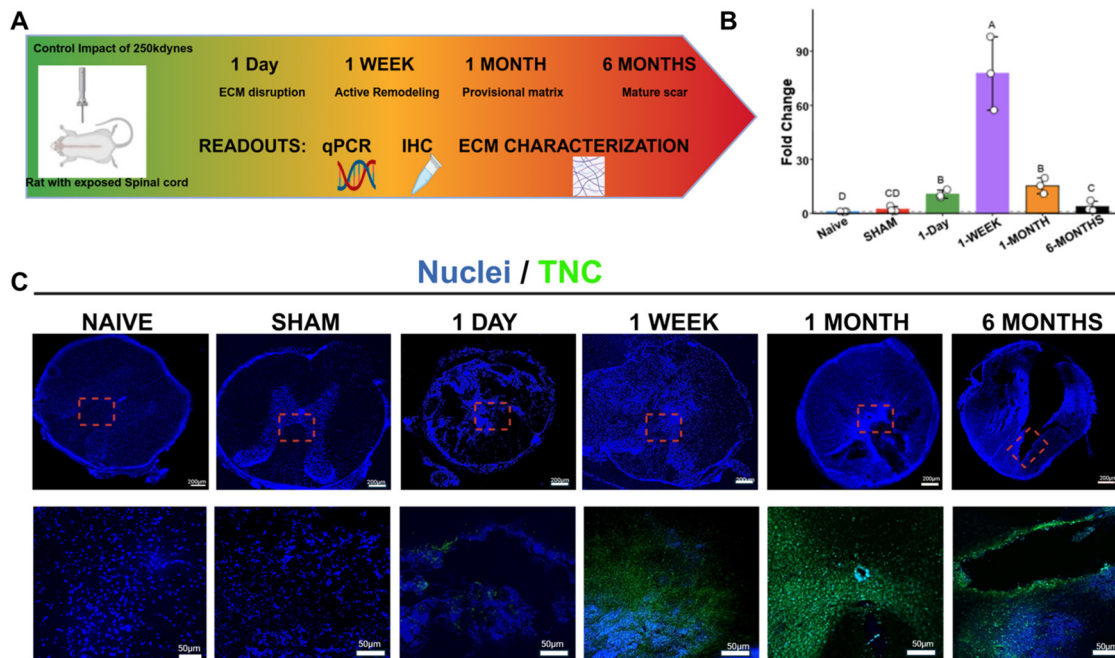 A
Control Impact of 250kdynes
1 Day
1 WEEK
1 MONTH
6 MONTHS
ECM disruption
Active Remodeling
Provisional matrix
Mature scar
READOUTS: qPCR IHC ECM CHARACTERIZATION
Rat with exposed Spinal cord
B
Fold Change
90
60
30
0
D
CD
B
A
B
C
Naive
SHAM
1-Day
1-WEEK
1-MONTH
6-MONTHS
Nuclei / TNC
C
NAIVE
SHAM
1 DAY
1 WEEK
1 MONTH
6 MONTHS
200µm
200µm
200µm
200µm
200µm
200µm
50µm
50µm
50µm
50µm
50µm
50µm